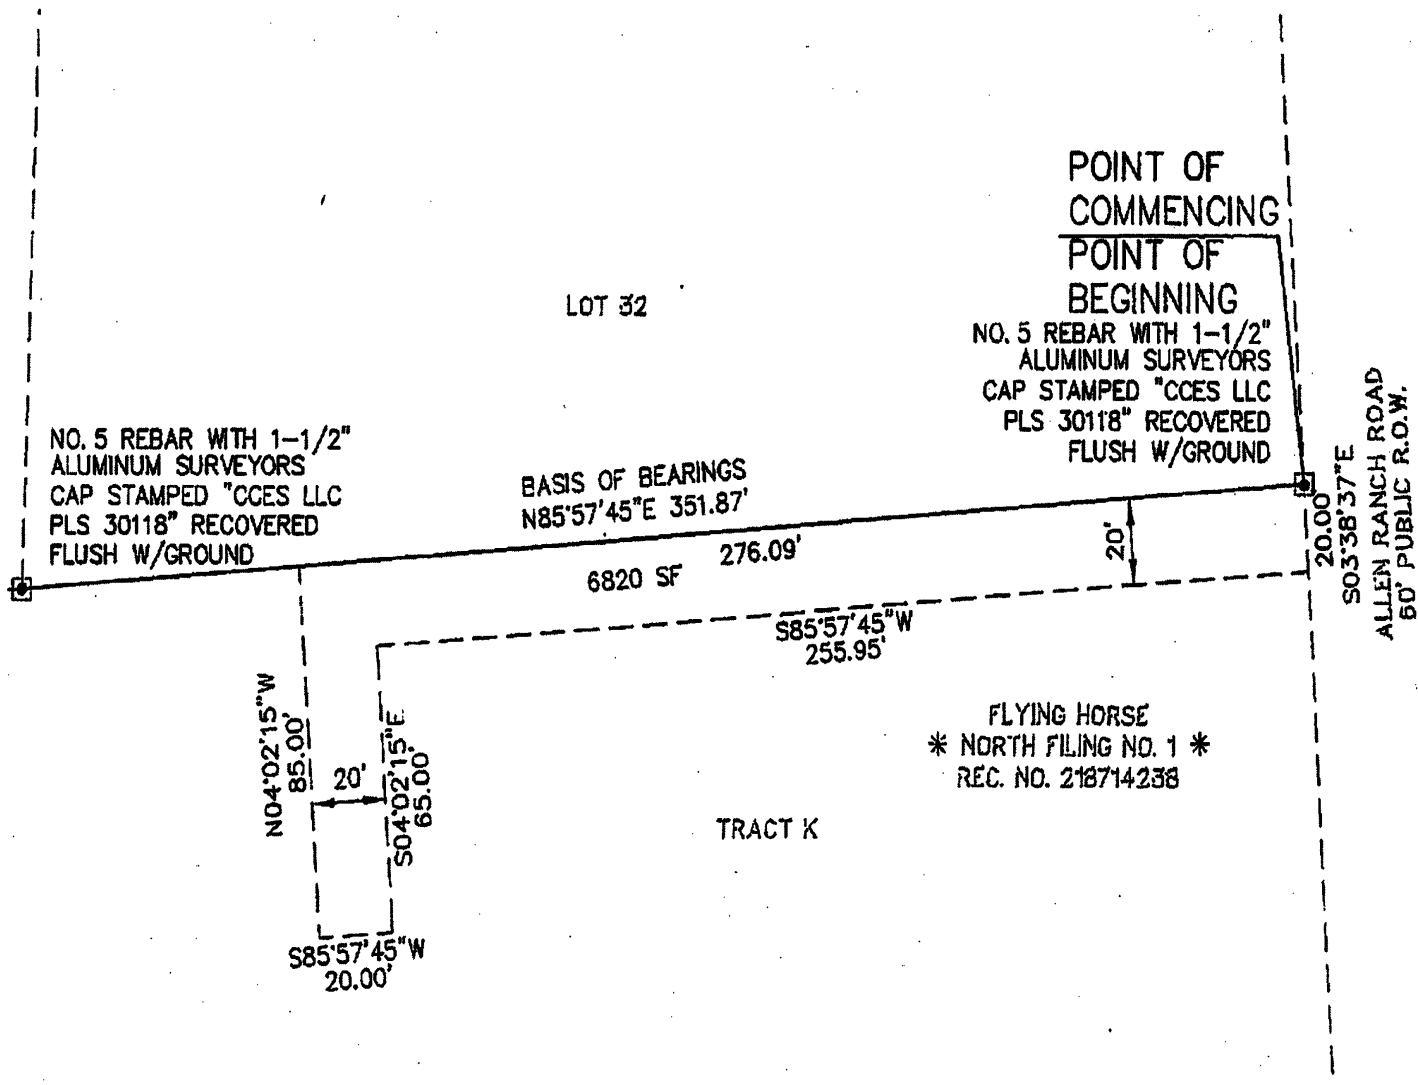 POINT OF
COMMENCING
POINT OF
BEGINNING
NO. 5 REBAR WITH 1-1/2"
ALUMINUM SURVEYORS
CAP STAMPED "CCES LLC
PLS 30118" RECOVERED
FLUSH W/GROUND
LOT 32
NO. 5 REBAR WITH 1-1/2"
ALUMINUM SURVEYORS
CAP STAMPED "CCES LLC
PLS 30118" RECOVERED
FLUSH W/GROUND
BASIS OF BEARINGS
N85°57'45"E 351.87'
276.09'
6820 SF
20'
20.00'
S03°38'37"E
ALLEN RANCH ROAD
60' PUBLIC R.O.W.
S85°57'45"W
255.95'
N04°02'15"W
85.00'
20'
S04°02'15"E
65.00'
S85°57'45"W
20.00'
FLYING HORSE
* NORTH FILING NO. 1 *
REC. NO. 218714238
TRACT K